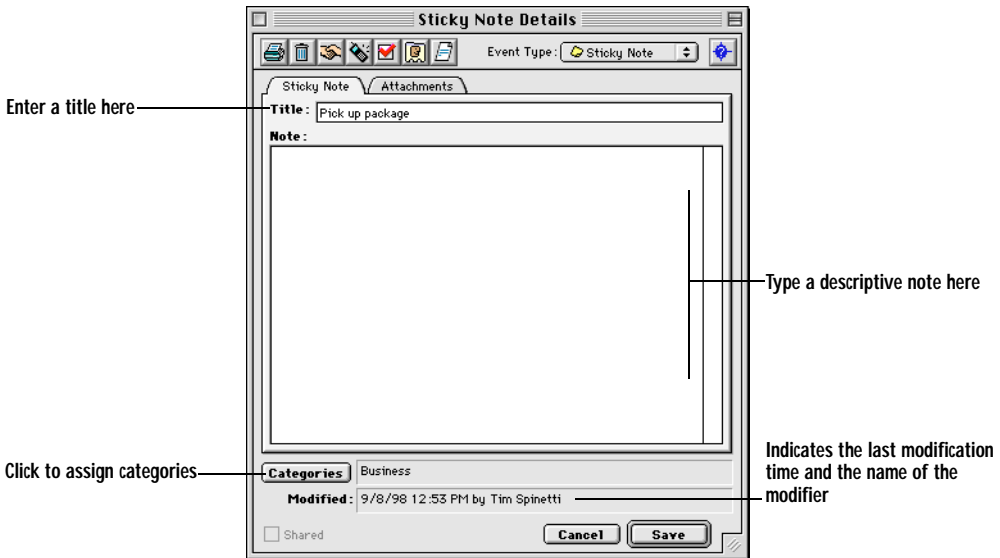 Sticky Note Details
Event Type: Sticky Note
Sticky Note Attachments
Enter a title here
Title: Pick up package
Note:
Type a descriptive note here
Click to assign categories
Categories Business
Modified: 9/8/98 12:53 PM by Tim Spinetti
Indicates the last modification
time and the name of the
modifier
Shared
Cancel Save